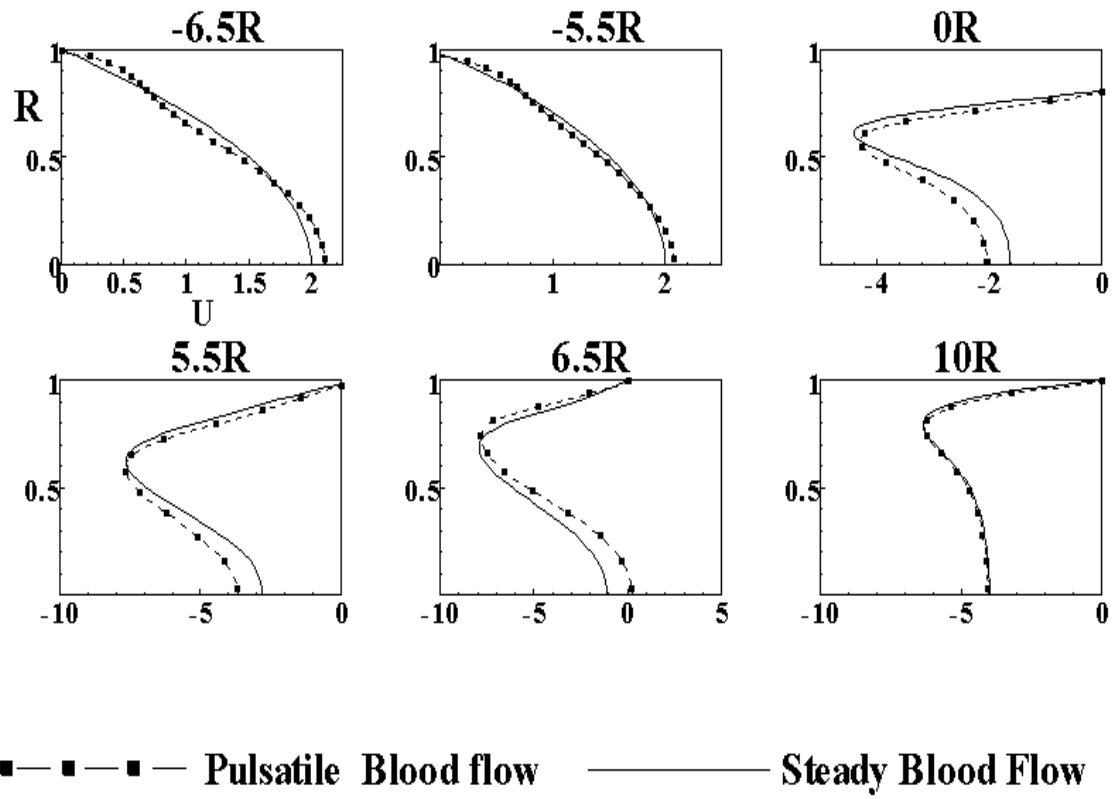 -6.5R -5.5R 0R
1 1 1
R
0.5 0.5 0.5
0 0
0 0.5 1 1.5 2 1 2 -4 -2 0
U
5.5R 6.5R 10R
1 1 1
0.5 0.5 0.5
-10 -5 0 -10 -5 0 5 -10 -5 0
Pulsatile Blood flow Steady Blood Flow